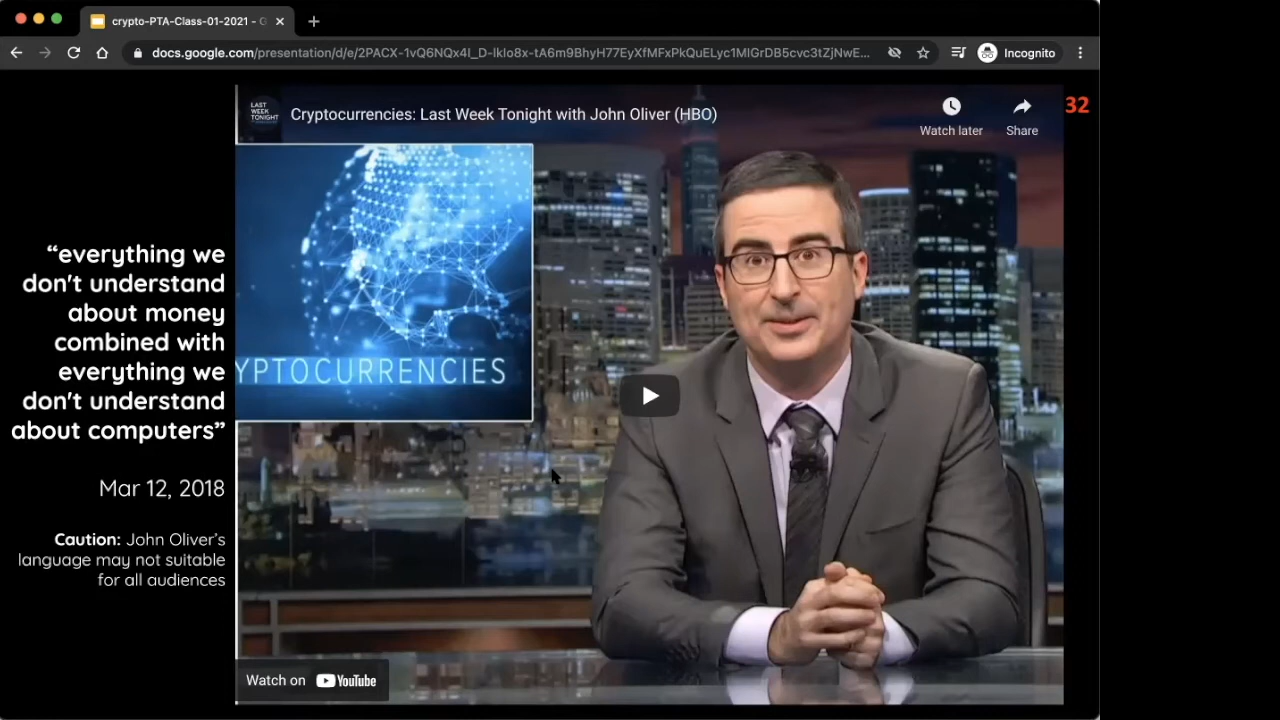 crypto-PTA-Class-01-2021 - G
docs.google.com/presentation/d/e/2PACX-1vQ6NQx4I_D-lklo8x-tA6m9BhyH77EyXfMFxPkQuELyc1MIGrDB5cvc3tZjNwE...
Incognito
LAST
WEEK
TONIGHT
Cryptocurrencies: Last Week Tonight with John Oliver (HBO)
Watch later
Share
32
“everything we
don't understand
about money
combined with
everything we
don't understand
about computers”
YPTOCURRENCIES
Mar 12, 2018
Caution: John Oliver’s
language may not suitable
for all audiences
Watch on YouTube